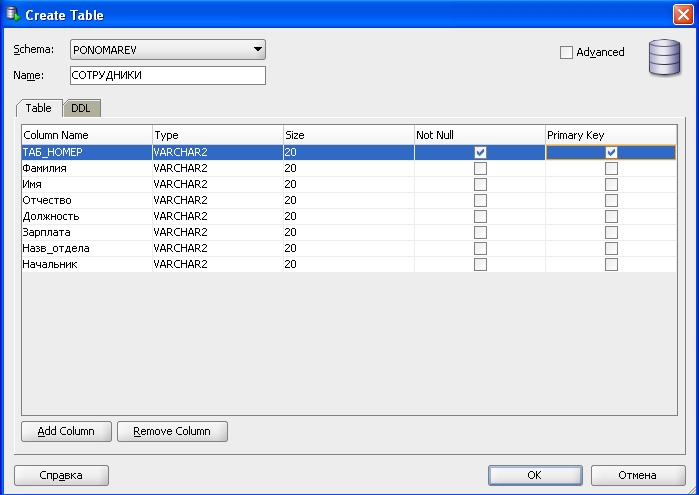 Create Table
Schema: PONOMAREV
Advanced
Name: СОТРУДНИКИ
Table DDL
Column Name Type Size Not Null Primary Key
ТАБ_НОМЕР VARCHAR2 20
Фамилия VARCHAR2 20
Имя VARCHAR2 20
Отчество VARCHAR2 20
Должность VARCHAR2 20
Зарплата VARCHAR2 20
Назв_отдела VARCHAR2 20
Начальник VARCHAR2 20
Add Column Remove Column
Справка OK Отмена